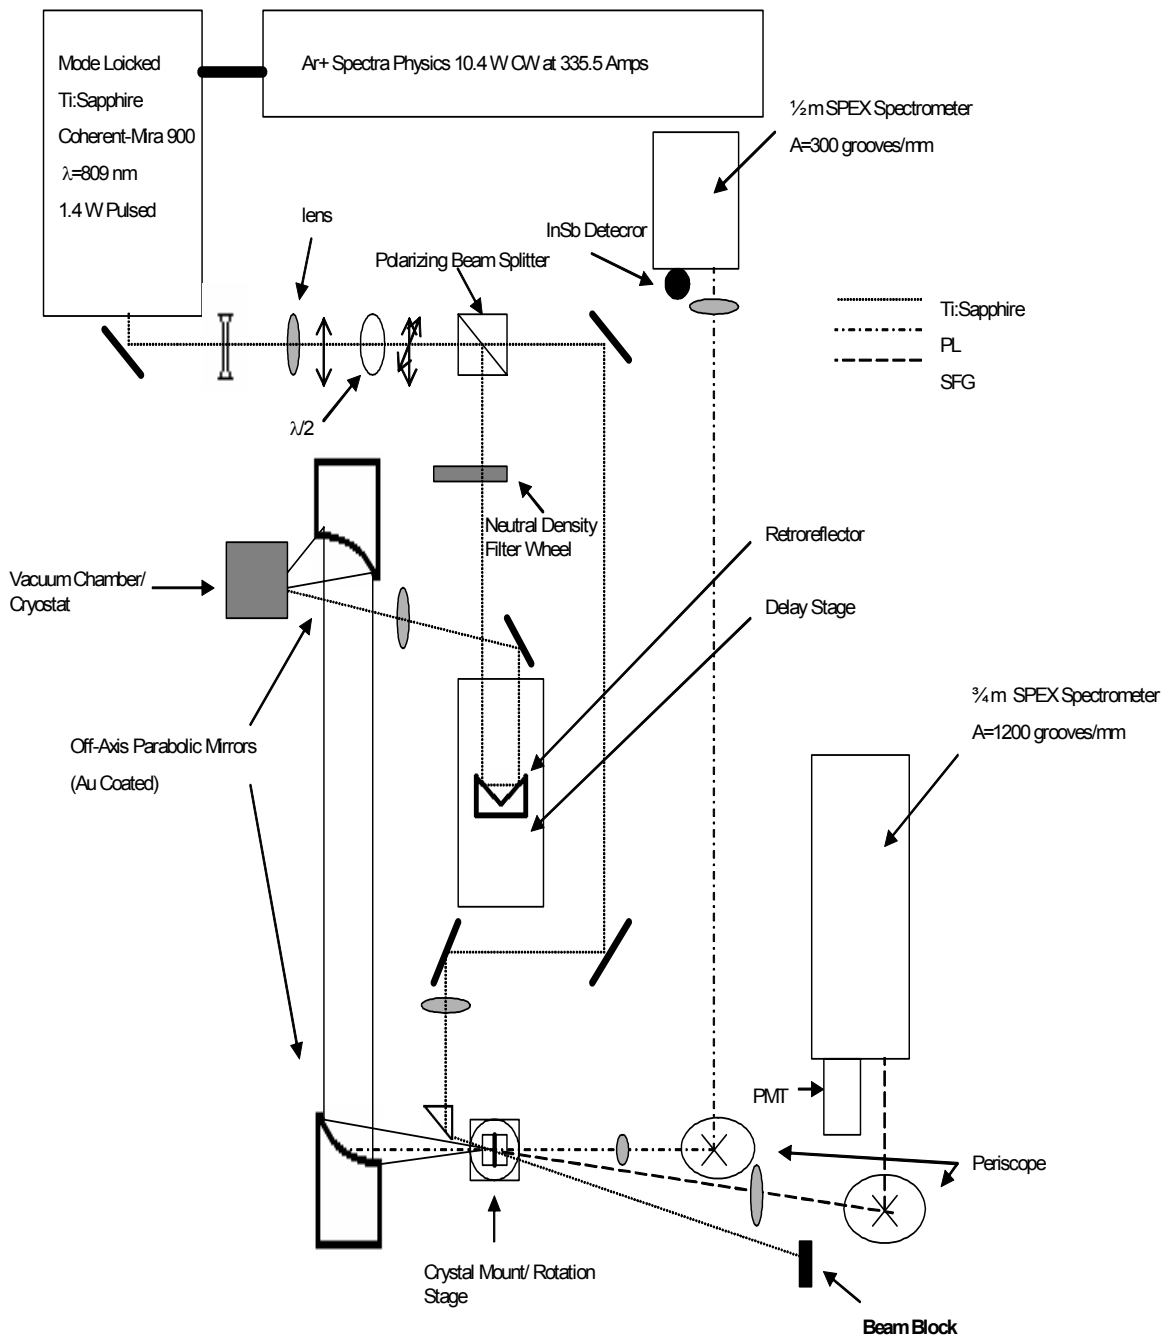 Mode Loicked
Ti:Sapphire
Coherent-Mira 900
λ=809 nm
1.4 W Pulsed
Ar+ Spectra Physics 10.4 W CW at 335.5 Amps
½ m SPEX Spectrometer
A=300 grooves/mm
lens
InSb Detecror
Polarizing Beam Splitter
Ti:Sapphire
PL
SFG
λ/2
Neutral Density
Filter Wheel
Retroreflector
Vacuum Chamber/
Cryostat
Delay Stage
¾ m SPEX Spectrometer
A=1200 grooves/mm
Off-Axis Parabolic Mirrors
(Au Coated)
PMT
Periscope
Crystal Mount/ Rotation
Stage
Beam Block